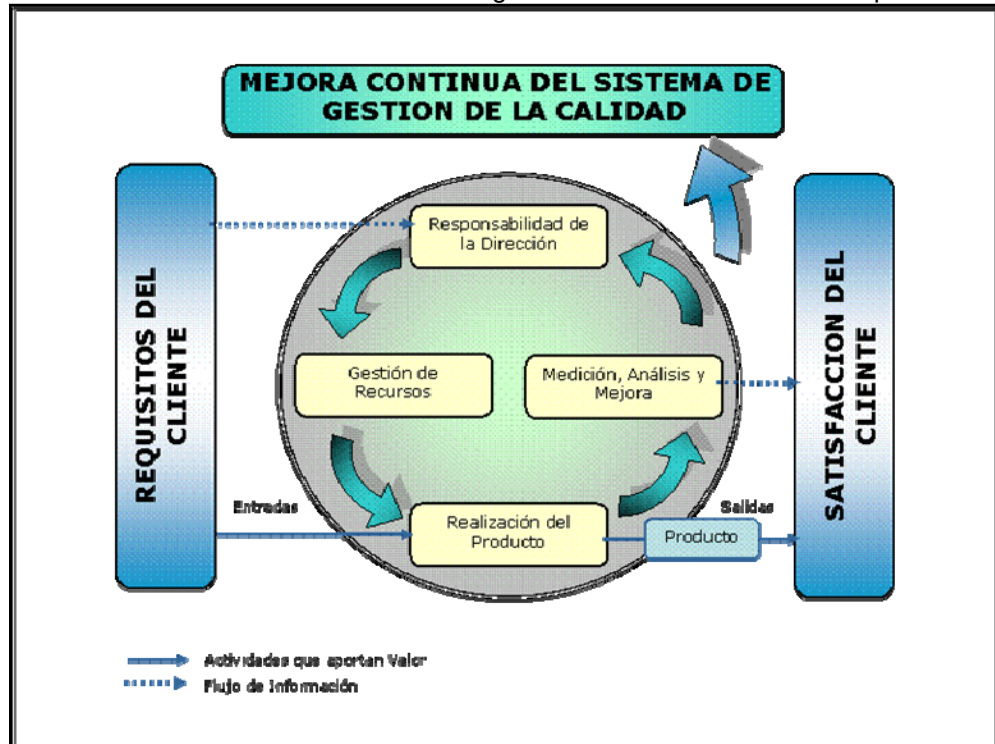 MEJORA CONTINUA DEL SISTEMA DE
GESTION DE LA CALIDAD
REQUISITOS DEL
CLIENTE
Responsabilidad de
la Dirección
Gestión de
Recursos
Medición, Análisis y
Mejora
Entradas
Realización del
Producto
Salidas
Producto
SATISFACCION DEL
CLIENTE
Actividades que aportan Valor
Flujo de Información